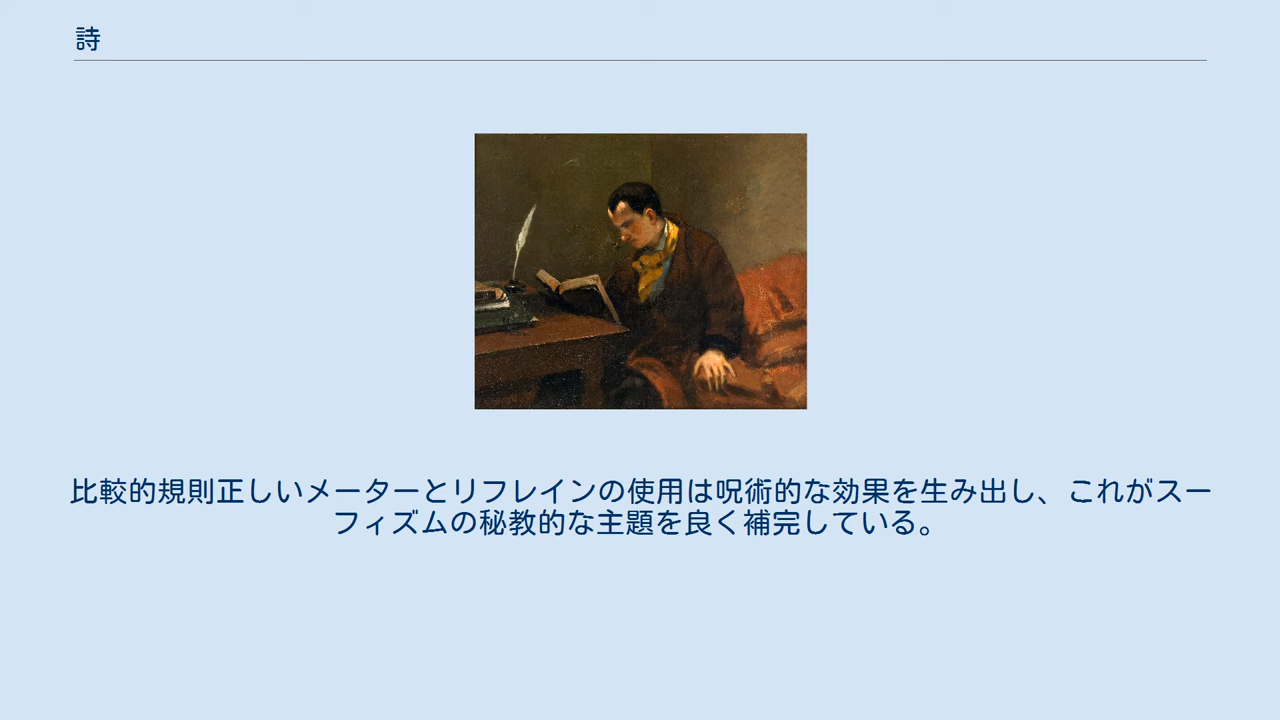 詩
比較的規則正しいメーターとリフレインの使用は呪術的な効果を生み出し、これがスー
フィズムの秘教的な主題を良く補完している。